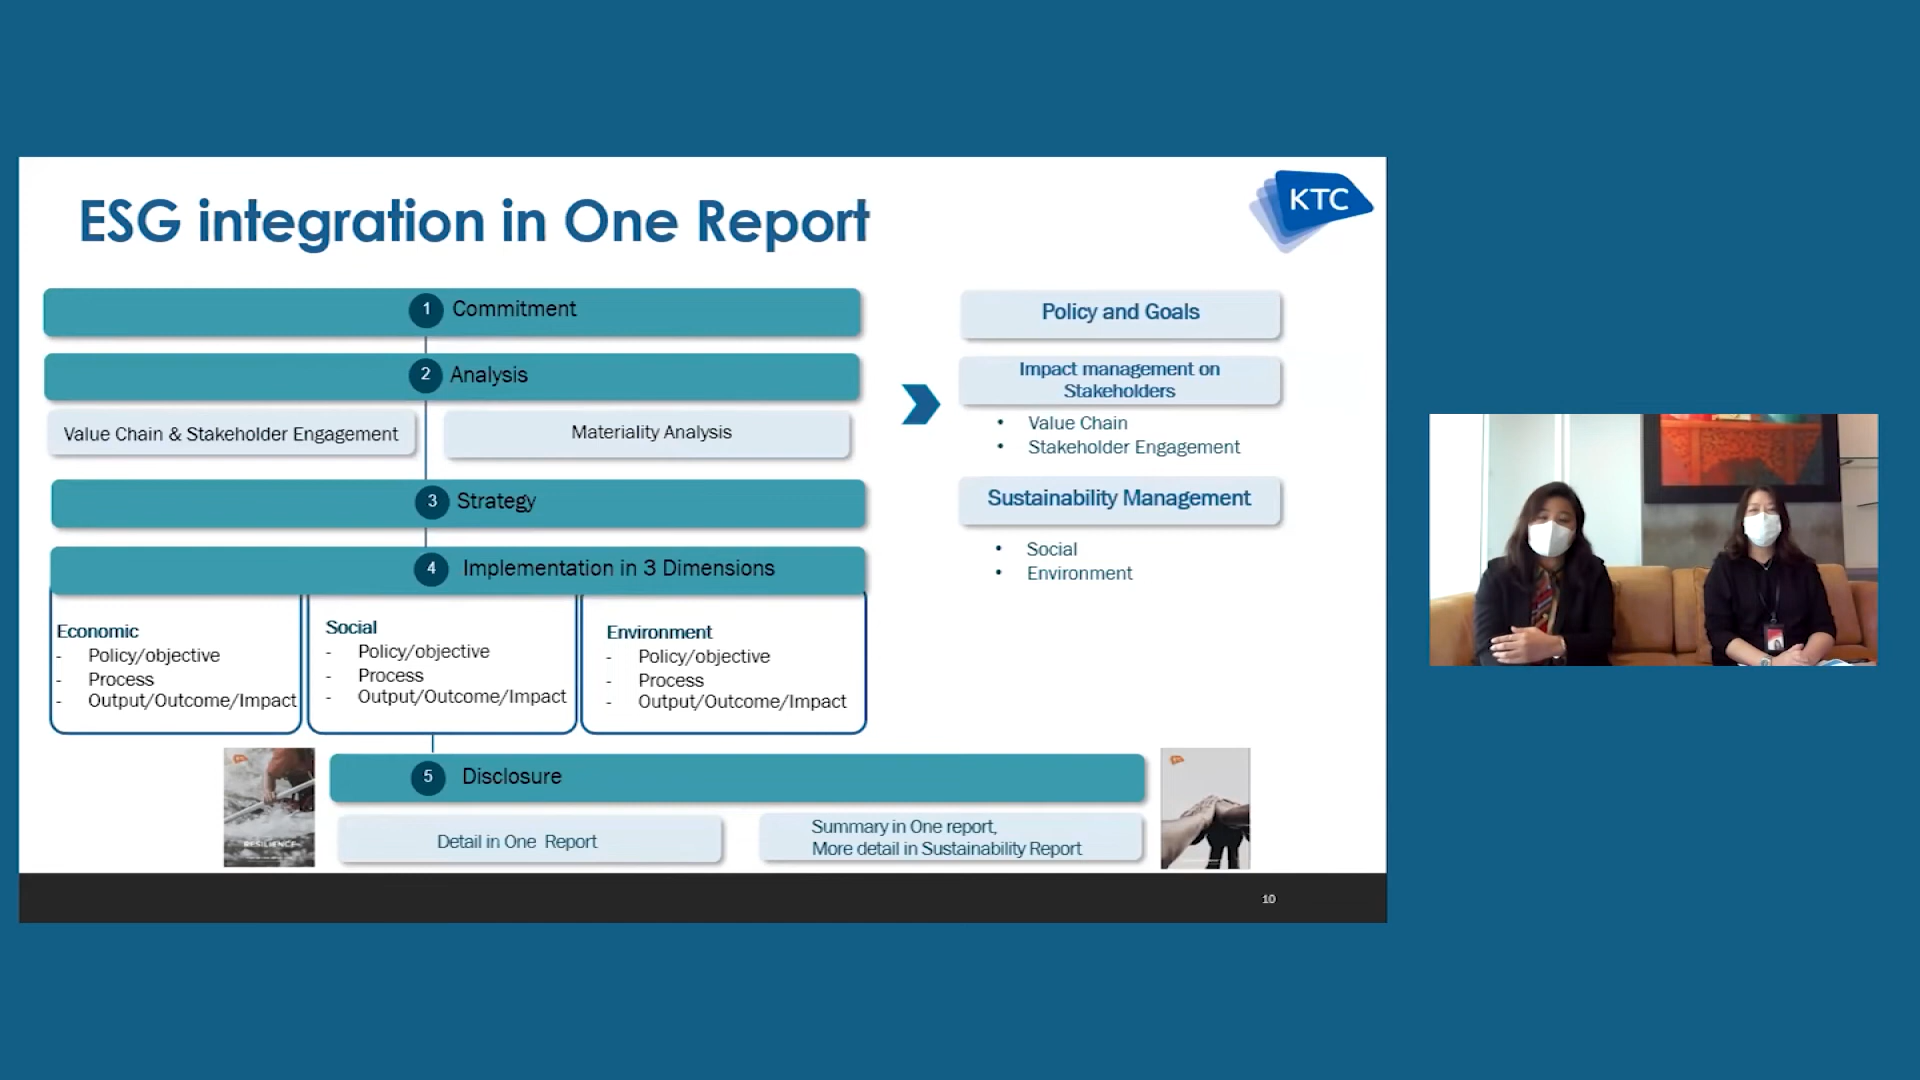 ESG integration in One Report
KTC
1 Commitment
2 Analysis
Value Chain & Stakeholder Engagement
Materiality Analysis
3 Strategy
4 Implementation in 3 Dimensions
Economic
- Policy/objective
- Process
- Output/Outcome/Impact
Social
- Policy/objective
- Process
- Output/Outcome/Impact
Environment
- Policy/objective
- Process
- Output/Outcome/Impact
Policy and Goals
Impact management on
Stakeholders
• Value Chain
• Stakeholder Engagement
Sustainability Management
• Social
• Environment
RESILIENCE
5 Disclosure
Detail in One Report
Summary in One report,
More detail in Sustainability Report
10